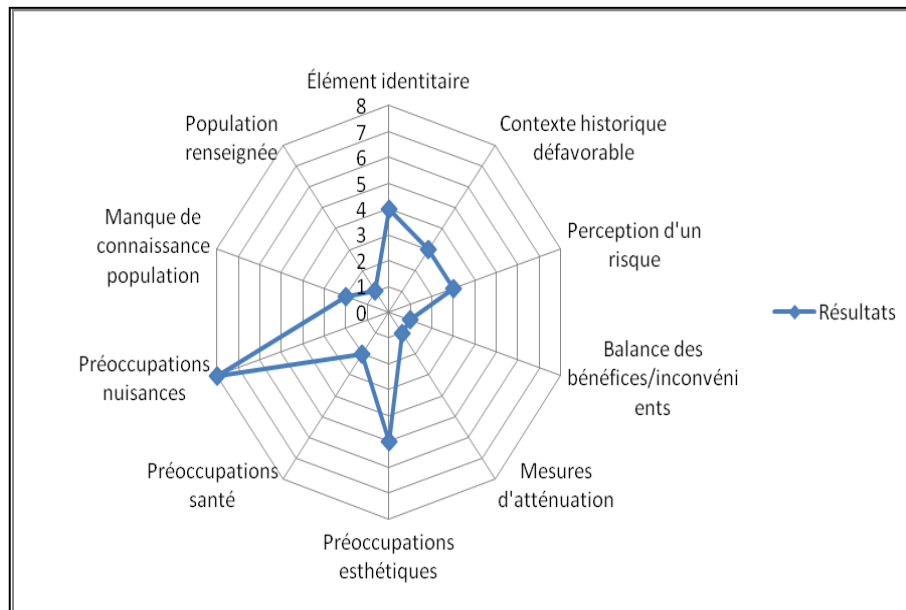 Élément identitaire
8
7
6
5
4
3
2
1
0
Contexte historique
défavorable
Perception d'un
risque
Balance des
bénéfices/inconvéni
ents
Mesures
d'atténuation
Préoccupations
esthétiques
Préoccupations
santé
Préoccupations
nuisances
Manque de
connaissance
population
Population
renseignée
Résultats